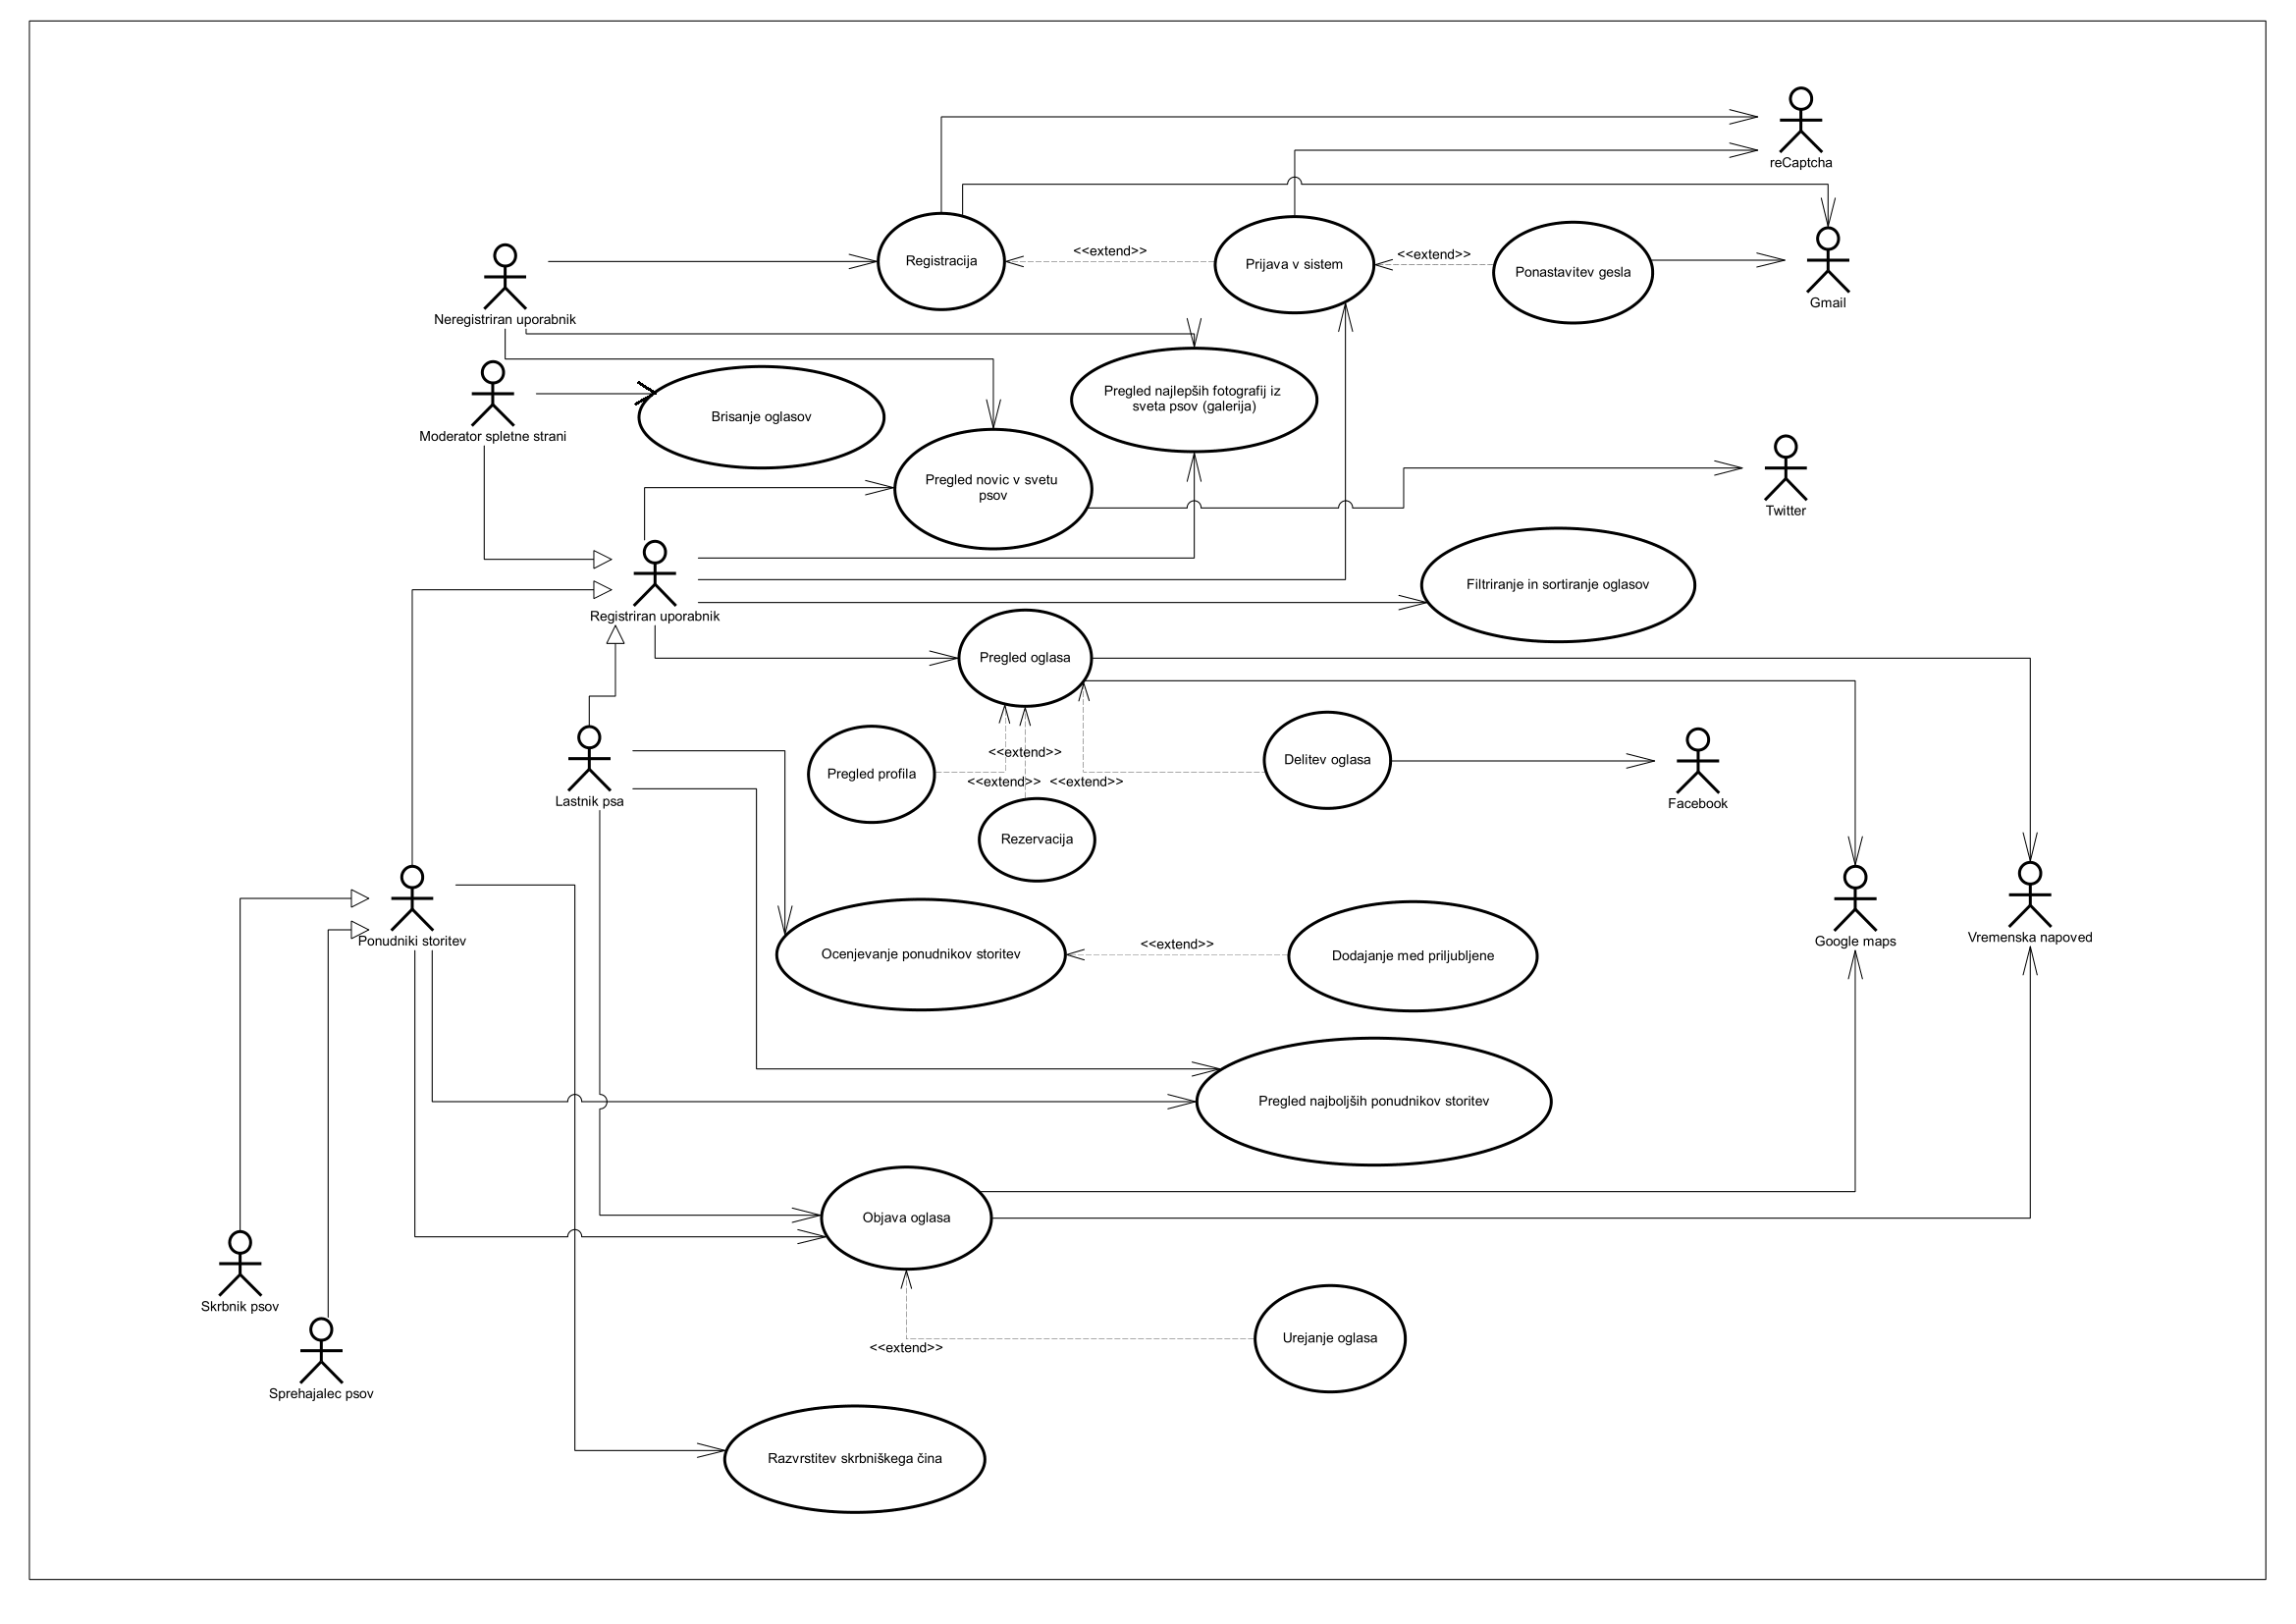 reCaptcha
<<extend>>
<<extend>>
Registracija
Prijava v sistem
Ponastavitev gesla
Gmail
Neregistriran uporabnik
Pregled najlepših fotografij iz
sveta psov (galerija)
Brisanje oglasov
Moderator spletne strani
Pregled novic v svetu
psov
Twitter
Filtriranje in sortiranje oglasov
Registriran uporabnik
Pregled oglasa
<<extend>>
Pregled profila
Delitev oglasa
<<extend>>
<<extend>>
Lastnik psa
Facebook
Rezervacija
Ponudniki storitev
<<extend>>
Ocenjevanje ponudnikov storitev
Dodajanje med priljubljene
Google maps
Vremenska napoved
Pregled najboljših ponudnikov storitev
Objava oglasa
Skrbnik psov
Urejanje oglasa
<<extend>>
Sprehajalec psov
Razvrstitev skrbniškega čina